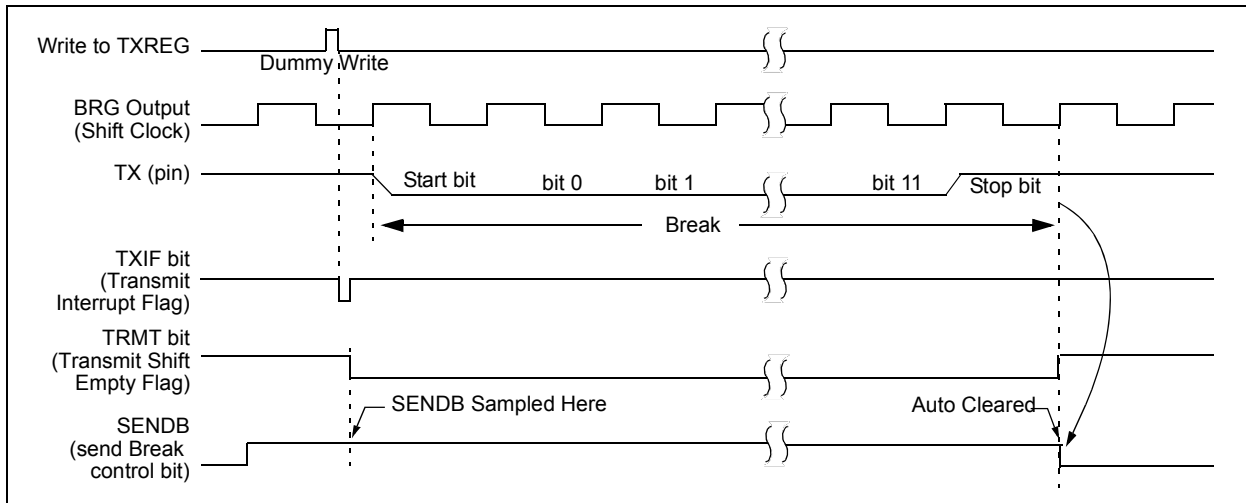 Write to TXREG
Dummy Write
BRG Output
(Shift Clock)
TX (pin)
Start bit
bit 0
bit 1
bit 11
Stop bit
Break
TXIF bit
(Transmit
Interrupt Flag)
TRMT bit
(Transmit Shift
Empty Flag)
SENDB Sampled Here
Auto Cleared
SENDB
(send Break
control bit)